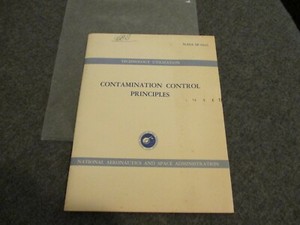 TECHNOLOGY UTILIZATION
CONTAMINATION CONTROL
PRINCIPLES
NATIONAL AERONAUTICS AND SPACE ADMINISTRATION